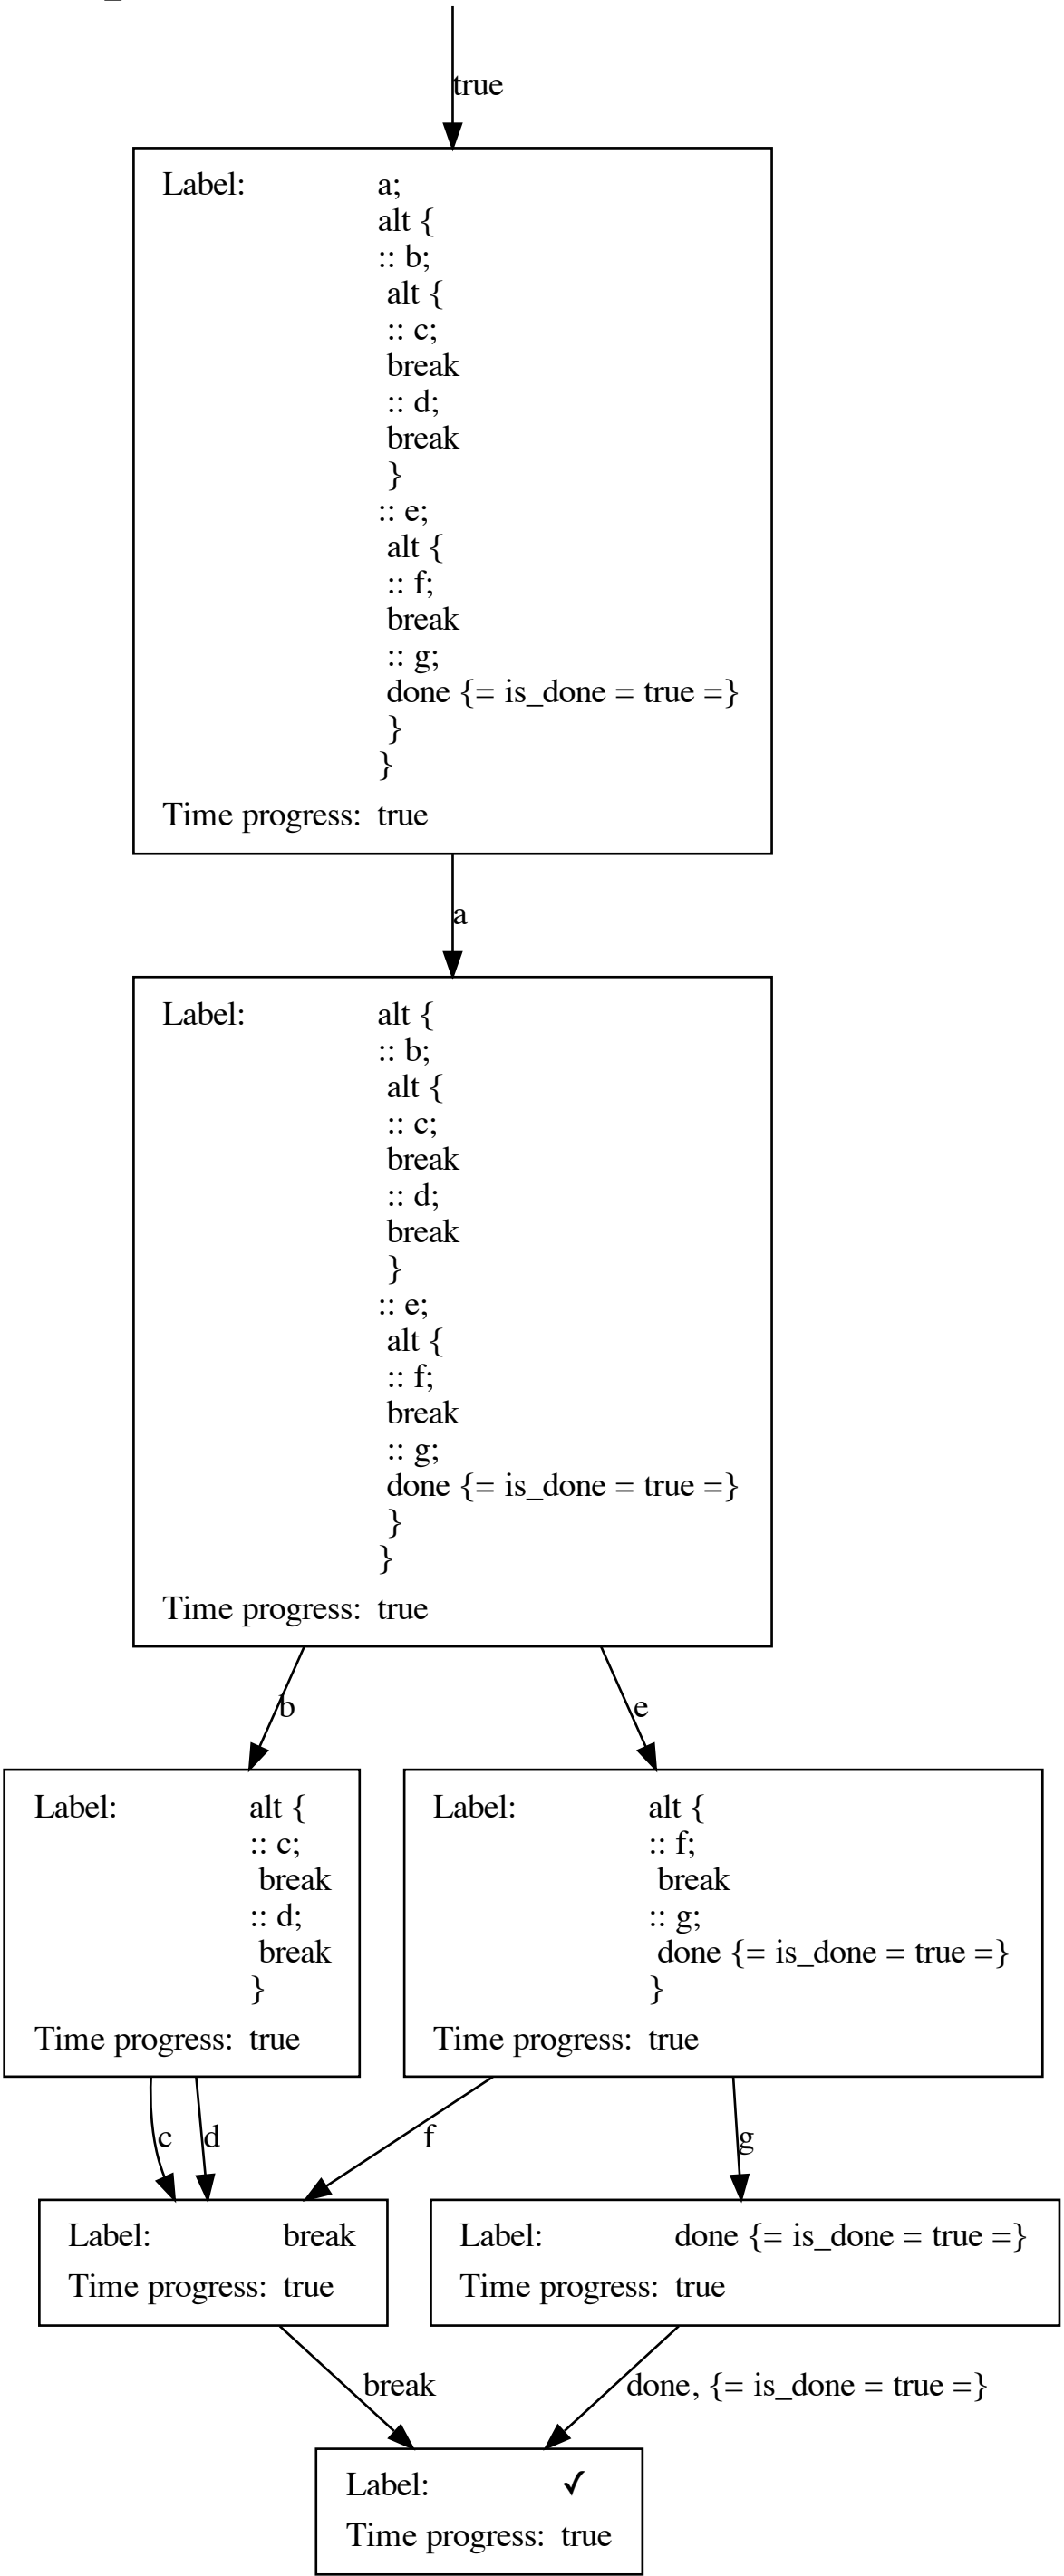 true
Label: a;
alt {
:: b;
alt {
:: c;
break
:: d;
break
}
:: e;
alt {
:: f;
break
:: g;
done {= is_done = true =}
}
}
Time progress: true
a
Label: alt {
:: b;
alt {
:: c;
break
:: d;
break
}
:: e;
alt {
:: f;
break
:: g;
done {= is_done = true =}
}
}
Time progress: true
b
e
Label: alt {
:: c;
break
:: d;
break
}
Time progress: true
Label: alt {
:: f;
break
:: g;
done {= is_done = true =}
}
Time progress: true
c
d
f
g
Label: break
Time progress: true
Label: done {= is_done = true =}
Time progress: true
break
done, {= is_done = true =}
Label: ✓
Time progress: true